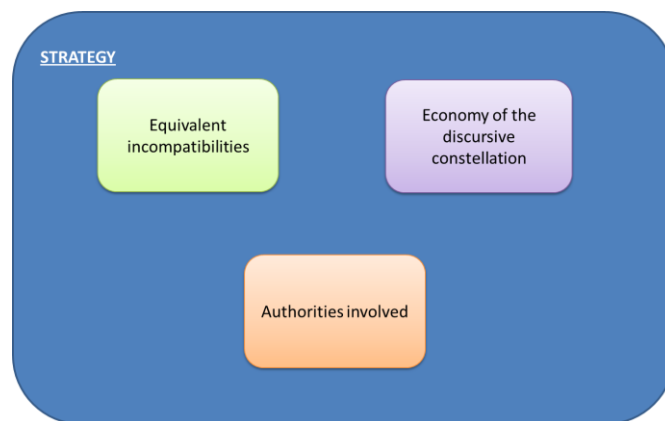 STRATEGY
Equivalent
incompatibilities
Economy of the
discursive
constellation
Authorities involved